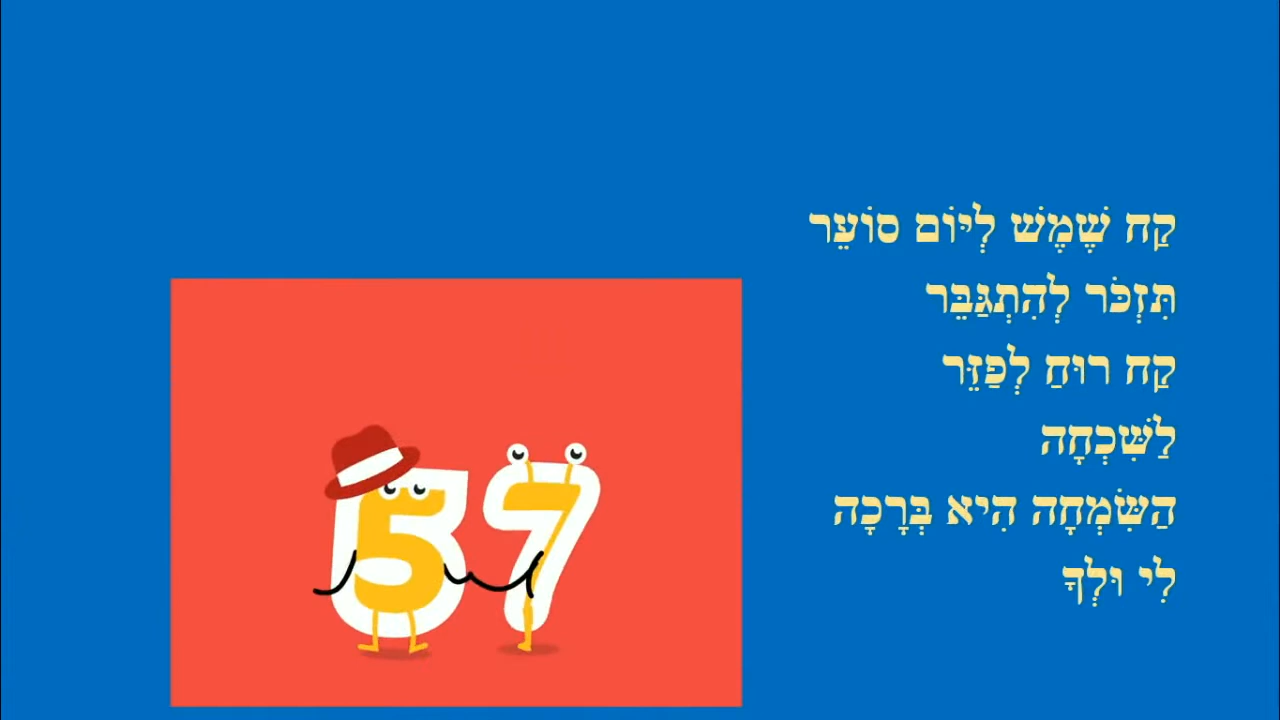 קַח שֶׁמֶשׁ לְיוֹם סוֹעֵר
תִּזְכֹּר לְהִתְגַּבֵּר
קַח רוּחַ לְפַזֵּר
לַשִּׁכְחָה
הַשִּׂמְחָה הִיא בְּרָכָה
לִי וּלְךָ
57